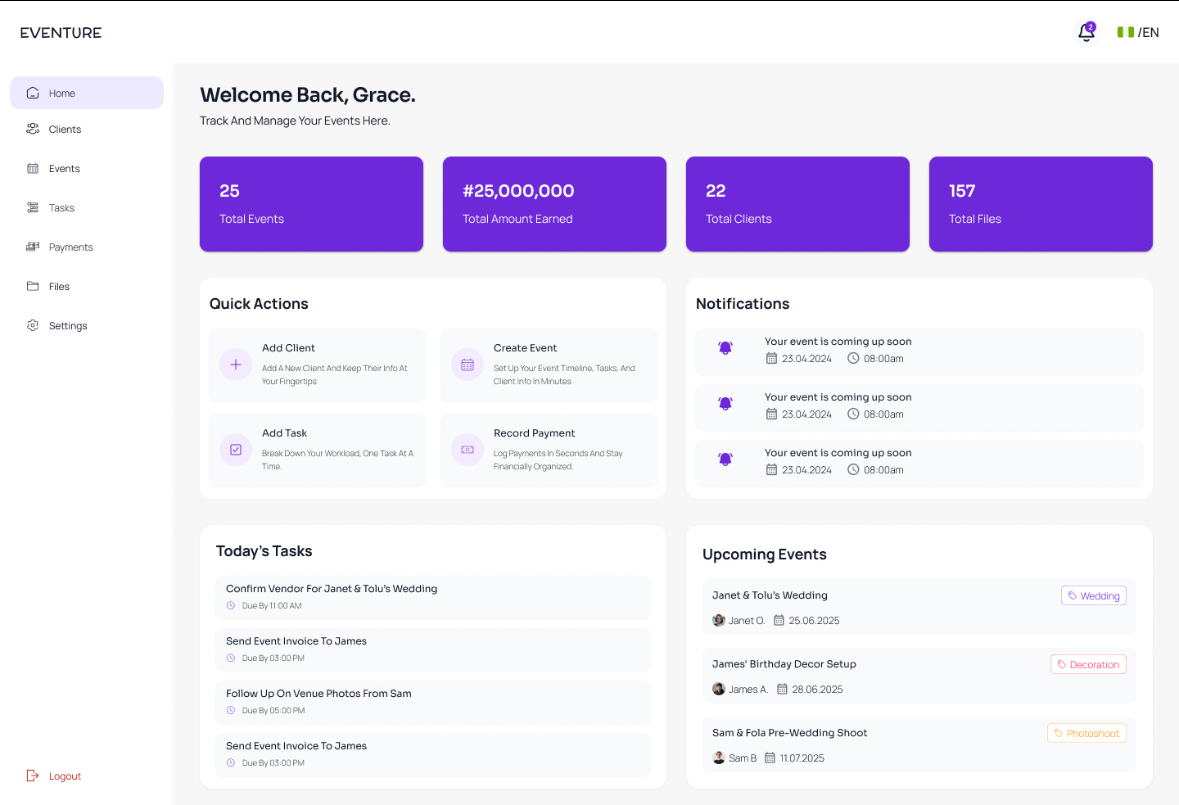 EVENTURE
2
/EN
Home
Clients
Events
Tasks
Payments
Files
Settings
Logout
Welcome Back, Grace.
Track And Manage Your Events Here.
25
Total Events
#25,000,000
Total Amount Earned
22
Total Clients
157
Total Files
Quick Actions
Add Client
Add A New Client And Keep Their Info At
Your Fingertips
Create Event
Set Up Your Event Timeline, Tasks, And
Client Info In Minutes
Add Task
Break Down Your Workload, One Task At A
Time.
Record Payment
Log Payments In Seconds And Stay
Financially Organized.
Notifications
Your event is coming up soon
23.04.2024 08:00am
Your event is coming up soon
23.04.2024 08:00am
Your event is coming up soon
23.04.2024 08:00am
Today's Tasks
Confirm Vendor For Janet & Tolu's Wedding
Due By 11:00 AM
Send Event Invoice To James
Due By 03:00 PM
Follow Up On Venue Photos From Sam
Due By 05:00 PM
Send Event Invoice To James
Due By 03:00 PM
Upcoming Events
Janet & Tolu's Wedding
Wedding
Janet O. 25.06.2025
James' Birthday Decor Setup
Decoration
James A. 28.06.2025
Sam & Fola Pre-Wedding Shoot
Photoshoot
Sam B 11.07.2025